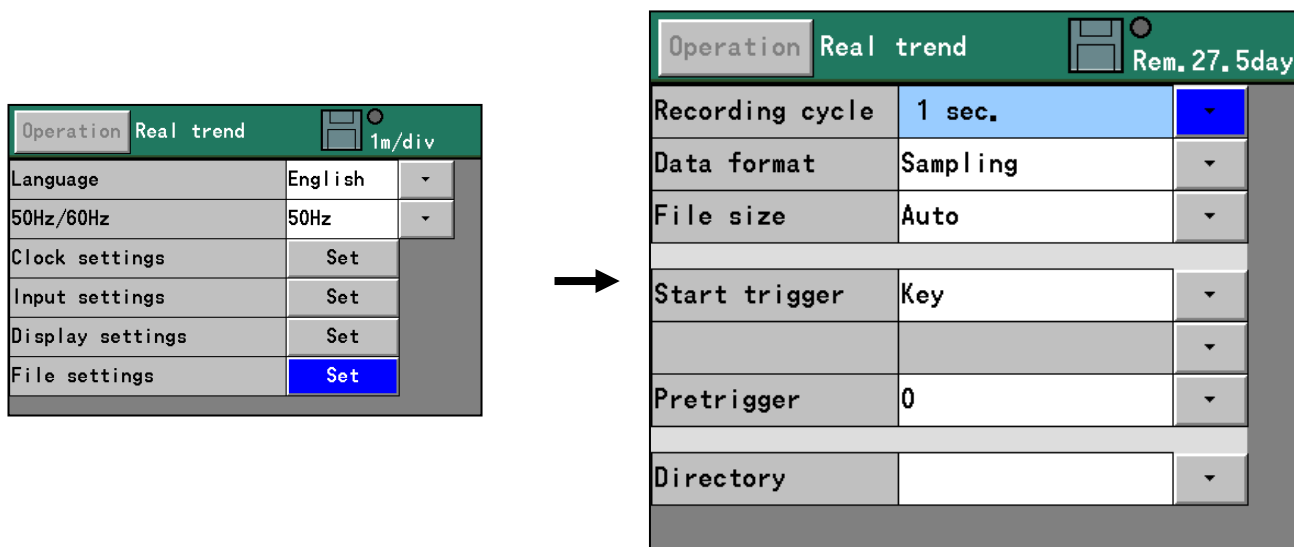 Operation Real trend
1m/div
Language English
50Hz/60Hz 50Hz
Clock settings Set
Input settings Set
Display settings Set
File settings Set
Operation Real trend
Rem.27.5day
Recording cycle 1 sec.
Data format Sampling
File size Auto
Start trigger Key
Pretrigger 0
Directory